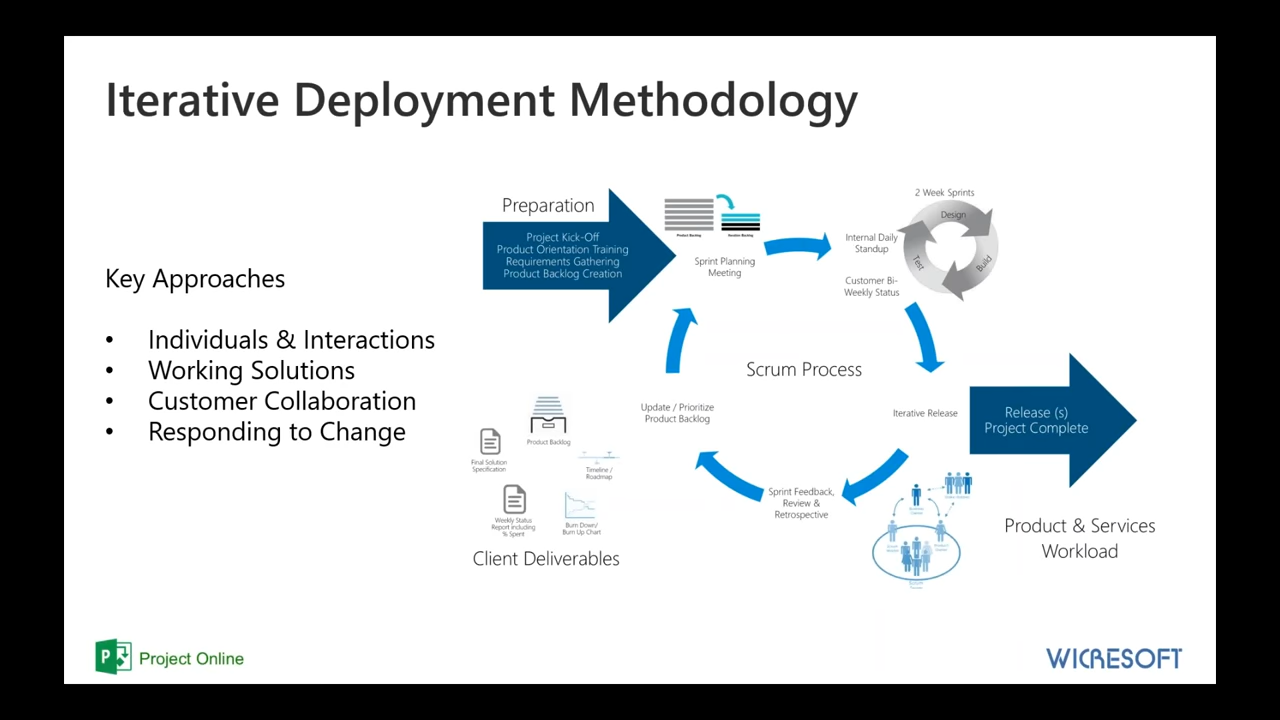 Iterative Deployment Methodology
Key Approaches
• Individuals & Interactions
• Working Solutions
• Customer Collaboration
• Responding to Change
Preparation
Project Kick-Off
Product Orientation Training
Requirements Gathering
Product Backlog Creation
Product Backlog
Iteration Backlog
Sprint Planning
Meeting
2 Week Sprints
Design
Build
Test
Internal Daily
Standup
Customer Bi-
Weekly Status
Scrum Process
Iterative Release
Release (s)
Project Complete
Sprint Feedback,
Review &
Retrospective
Update / Prioritize
Product Backlog
Product Backlog
Final Solution
Specification
Timeline /
Roadmap
Weekly Status
Report Including
% Spent
Burn Down/
Burn Up Chart
Client Deliverables
Product & Services
Workload
P
Project Online
WICRESOFT